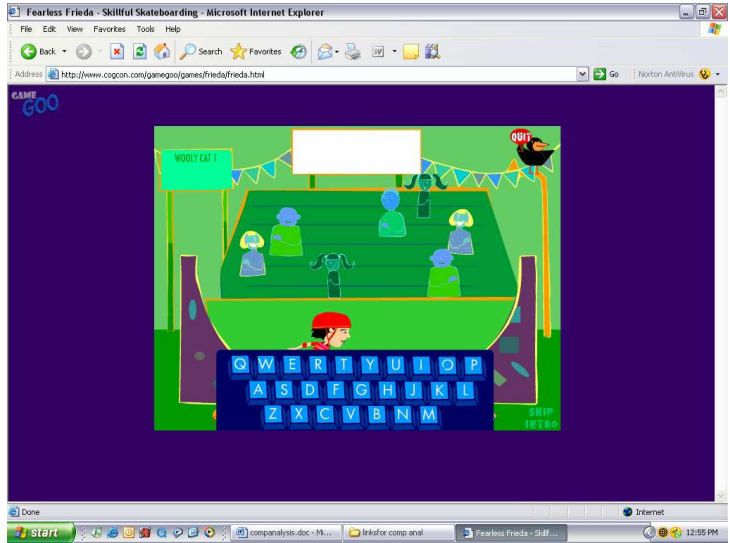 Fearless Frieda - Skillful Skateboarding - Microsoft Internet Explorer
File Edit View Favorites Tools Help
Back Search Favorites
Address http://www.cogcon.com/gamegoo/games/frieda/frieda.html Go Norton AntiVirus
GAME
GOO
QUIT
WOOLY CAT 1
Q W E R T Y U I O P
A S D F G H J K L
Z X C V B N M
SKIP
INTRO
Done Internet
start companalysis.doc - Mi... linksfor comp anal Fearless Frieda - Skillf... 12:55 PM